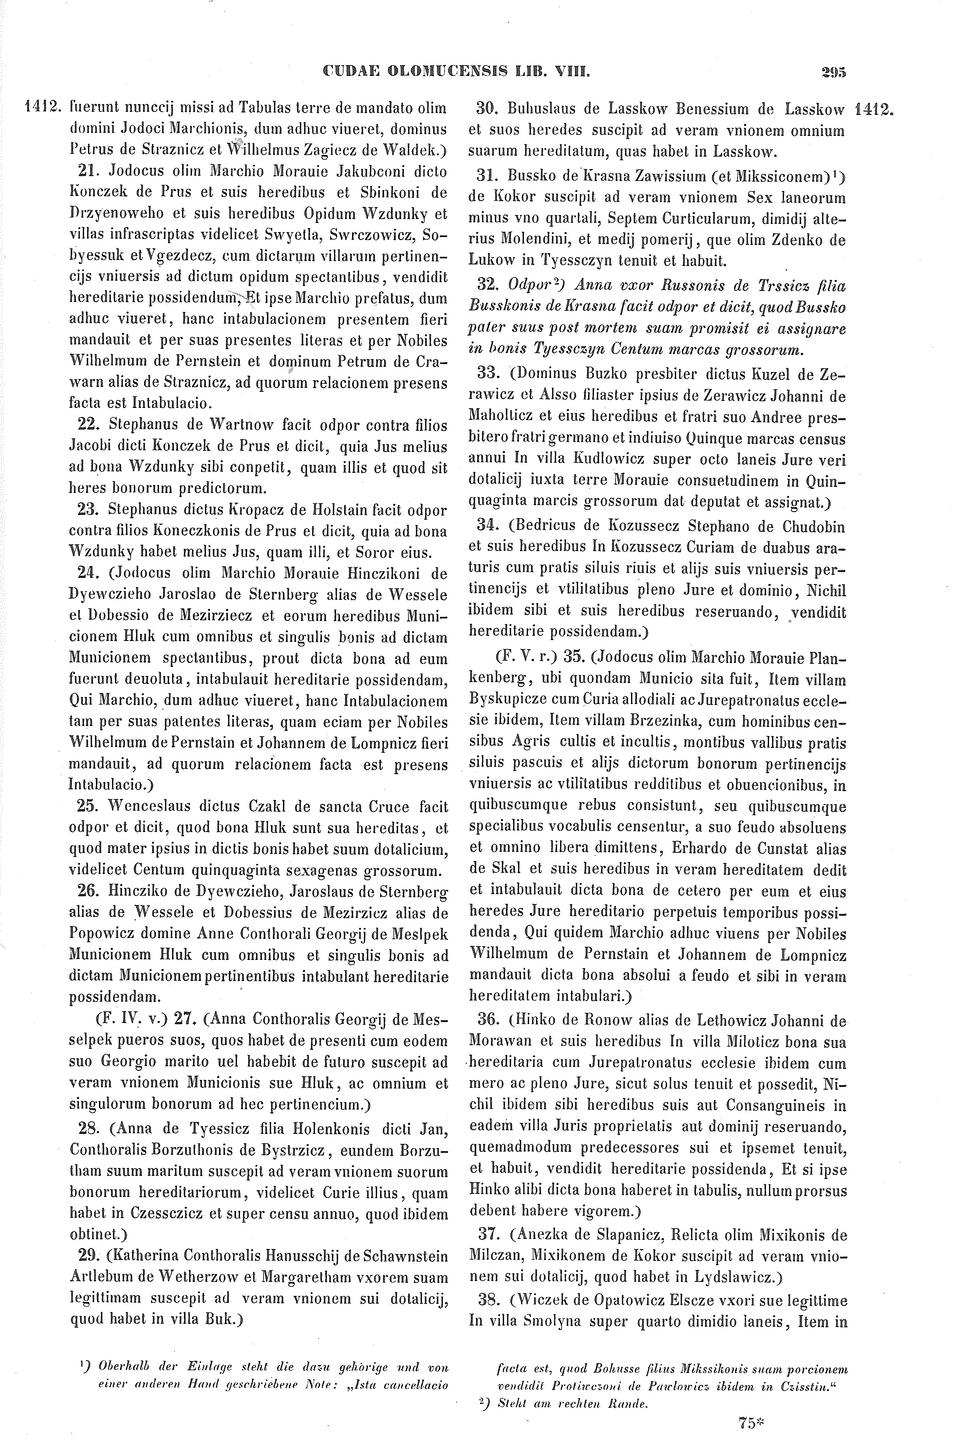 CUDAE OLOMUCENSIS LIB. VIII.
295
1412. fuerunt nunccij missi ad Tabulas terre de mandato olim
domini Jodoci Marchionis, dum adhuc viueret, dominus
Petrus de Straznicz et Wilhelmus Zagiecz de Waldek.)
21. Jodocus olim Marchio Morauie Jakubconi dicto
Konczek de Prus et suis heredibus et Sbinkoni de
Drzyenoweho et suis heredibus Opidum Wzdunky et
villas infrascriptas videlicet Swyetla, Swrczowicz, So-
byessuk et Vgezdecz, cum dictarum villarum pertinen-
cijs vniuersis ad dictum opidum spectantibus, vendidit
hereditarie possidendum, Et ipse Marchio prefatus, dum
adhuc viueret, hanc intabulacionem presentem fieri
mandauit et per suas presentes literas et per Nobiles
Wilhelmum de Pernstein et dominum Petrum de Cra-
warn alias de Straznicz, ad quorum relacionem presens
facta est Intabulacio.
22. Stephanus de Wartnow facit odpor contra filios
Jacobi dicti Konczek de Prus et dicit, quia Jus melius
ad bona Wzdunky sibi conpetit, quam illis et quod sit
heres bonorum predictorum.
23. Stephanus dictus Kropacz de Holstain facit odpor
contra filios Koneczkonis de Prus et dicit, quia ad bona
Wzdunky habet melius Jus, quam illi, et Soror eius.
24. (Jodocus olim Marchio Morauie Hinczikoni de
Dyewczieho Jaroslao de Sternberg alias de Wessele
et Dobessio de Mezirziecz et eorum heredibus Muni-
cionem Hluk cum omnibus et singulis bonis ad dictam
Municionem spectantibus, prout dicta bona ad eum
fuerunt deuoluta, intabulauit hereditarie possidendam,
Qui Marchio, dum adhuc viueret, hanc Intabulacionem
tam per suas patentes literas, quam eciam per Nobiles
Wilhelmum de Pernstain et Johannem de Lompnicz fieri
mandauit, ad quorum relacionem facta est presens
Intabulacio.)
25. Wenceslaus dictus Czakl de sancta Cruce facit
odpor et dicit, quod bona Hluk sunt sua hereditas, et
quod mater ipsius in dictis bonis habet suum dotalicium,
videlicet Centum quinquaginta sexagenas grossorum.
26. Hincziko de Dyewczieho, Jaroslaus de Sternberg
alias de Wessele et Dobessius de Mezirzicz alias de
Popowicz domine Anne Conthorali Georgij de Meslpek
Municionem Hluk cum omnibus et singulis bonis ad
dictam Municionem pertinentibus intabulant hereditarie
possidendam.
(F. IV. v.) 27. (Anna Conthoralis Georgij de Mes-
selpek pueros suos, quos habet de presenti cum eodem
suo Georgio marito uel habebit de futuro suscepit ad
veram vnionem Municionis sue Hluk, ac omnium et
singulorum bonorum ad hec pertinencium.)
28. (Anna de Tyessicz filia Holenkonis dicti Jan,
Conthoralis Borzuthonis de Bystrzicz, eundem Borzu-
tham suum maritum suscepit ad veram vnionem suorum
bonorum hereditariorum, videlicet Curie illius, quam
habet in Czessczicz et super censu annuo, quod ibidem
obtinet.)
29. (Katherina Conthoralis Hanusschij de Schawnstein
Artlebum de Wetherzow et Margaretham vxorem suam
legittimam suscepit ad veram vnionem sui dotalicij,
quod habet in villa Buk.)
30. Buhuslaus de Lasskow Benessium de Lasskow 1412.
et suos heredes suscipit ad veram vnionem omnium
suarum hereditatum, quas habet in Lasskow.
31. Bussko de Krasna Zawissium (et Mikssiconem)¹)
de Kokor suscipit ad veram vnionem Sex laneorum
minus vno quartali, Septem Curticularum, dimidij alte-
rius Molendini, et medij pomerij, que olim Zdenko de
Lukow in Tyessczyn tenuit et habuit.
32. Odpor²) Anna vxor Russonis de Trssicz filia
Busskonis de Krasna facit odpor et dicit, quod Bussko
pater suus post mortem suam promisit ei assignare
in bonis Tyessczyn Centum marcas grossorum.
33. (Dominus Buzko presbiter dictus Kuzel de Ze-
rawicz et Alsso filiaster ipsius de Zerawicz Johanni de
Maholticz et eius heredibus et fratri suo Andree pres-
bitero fratri germano et indiuiso Quinque marcas census
annui In villa Kudlowicz super octo laneis Jure veri
dotalicij iuxta terre Morauie consuetudinem in Quin-
quaginta marcis grossorum dat deputat et assignat.)
34. (Bedricus de Kozussecz Stephano de Chudobin
et suis heredibus In Kozussecz Curiam de duabus ara-
turis cum pratis siluis riuis et alijs suis vniuersis per-
tinencijs et vtilitatibus pleno Jure et dominio, Nichil
ibidem sibi et suis heredibus reseruando, vendidit
hereditarie possidendam.)
(F. V. r.) 35. (Jodocus olim Marchio Morauie Plan-
kenberg, ubi quondam Municio sita fuit, Item villam
Byskupicze cum Curia allodiali ac Jurepatronatus eccle-
sie ibidem, Item villam Brzezinka, cum hominibus cen-
sibus Agris cultis et incultis, montibus vallibus pratis
siluis pascuis et alijs dictorum bonorum pertinencijs
vniuersis ac vtilitatibus redditibus et obuencionibus, in
quibuscumque rebus consistunt, seu quibuscumque
specialibus vocabulis censentur, a suo feudo absoluens
et omnino libera dimittens, Erhardo de Cunstat alias
de Skal et suis heredibus in veram hereditatem dedit
et intabulauit dicta bona de cetero per eum et eius
heredes Jure hereditario perpetuis temporibus possi-
denda, Qui quidem Marchio adhuc viuens per Nobiles
Wilhelmum de Pernstain et Johannem de Lompnicz
mandauit dicta bona absolui a feudo et sibi in veram
hereditatem intabulari.)
36. (Hinko de Ronow alias de Lethowicz Johanni de
Morawan et suis heredibus In villa Miloticz bona sua
hereditaria cum Jurepatronatus ecclesie ibidem cum
mero ac pleno Jure, sicut solus tenuit et possedit, Ni-
chil ibidem sibi heredibus suis aut Consanguineis in
eadem villa Juris proprietatis aut dominij reseruando,
quemadmodum predecessores sui et ipsemet tenuit,
et habuit, vendidit hereditarie possidenda, Et si ipse
Hinko alibi dicta bona haberet in tabulis, nullum prorsus
debent habere vigorem.)
37. (Anezka de Slapanicz, Relicta olim Mixikonis de
Milczan, Mixikonem de Kokor suscipit ad veram vnio-
nem sui dotalicij, quod habet in Lydslawicz.)
38. (Wiczek de Opatowicz Elscze vxori sue legittime
In villa Smolyna super quarto dimidio laneis, Item in
¹) Oberhalb der Einlage steht die dazu gehörige und von
einer anderen Hand geschriebene Note: „Ista cancellacio
facta est, quod Bohusse filius Mikssikonis suam porcionem
vendidit Protiwczoni de Pawlowicz ibidem in Czisstin.“
²) Steht am rechten Rande.
75*